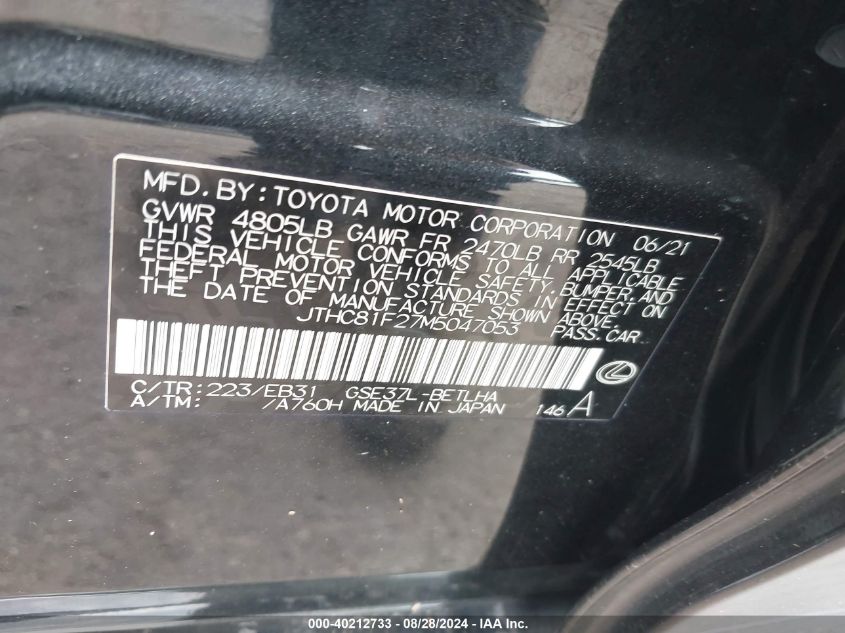 MFD. BY: TOYOTA MOTOR CORPORATION 06/21
GVWR 4805LB GAWR FR 2470LB RR 2545LB
THIS VEHICLE CONFORMS TO ALL APPLICABLE
FEDERAL MOTOR VEHICLE SAFETY, BUMPER, AND
THEFT PREVENTION STANDARDS IN EFFECT ON
THE DATE OF MANUFACTURE SHOWN ABOVE.
JTHC81F27M5047053 PASS. CAR
C/TR: 223/EB31 GSE37L-BETLHA
A/TM: /A760H MADE IN JAPAN 146 A
000-40212733 - 08/28/2024 - Copyright IAA, LLC